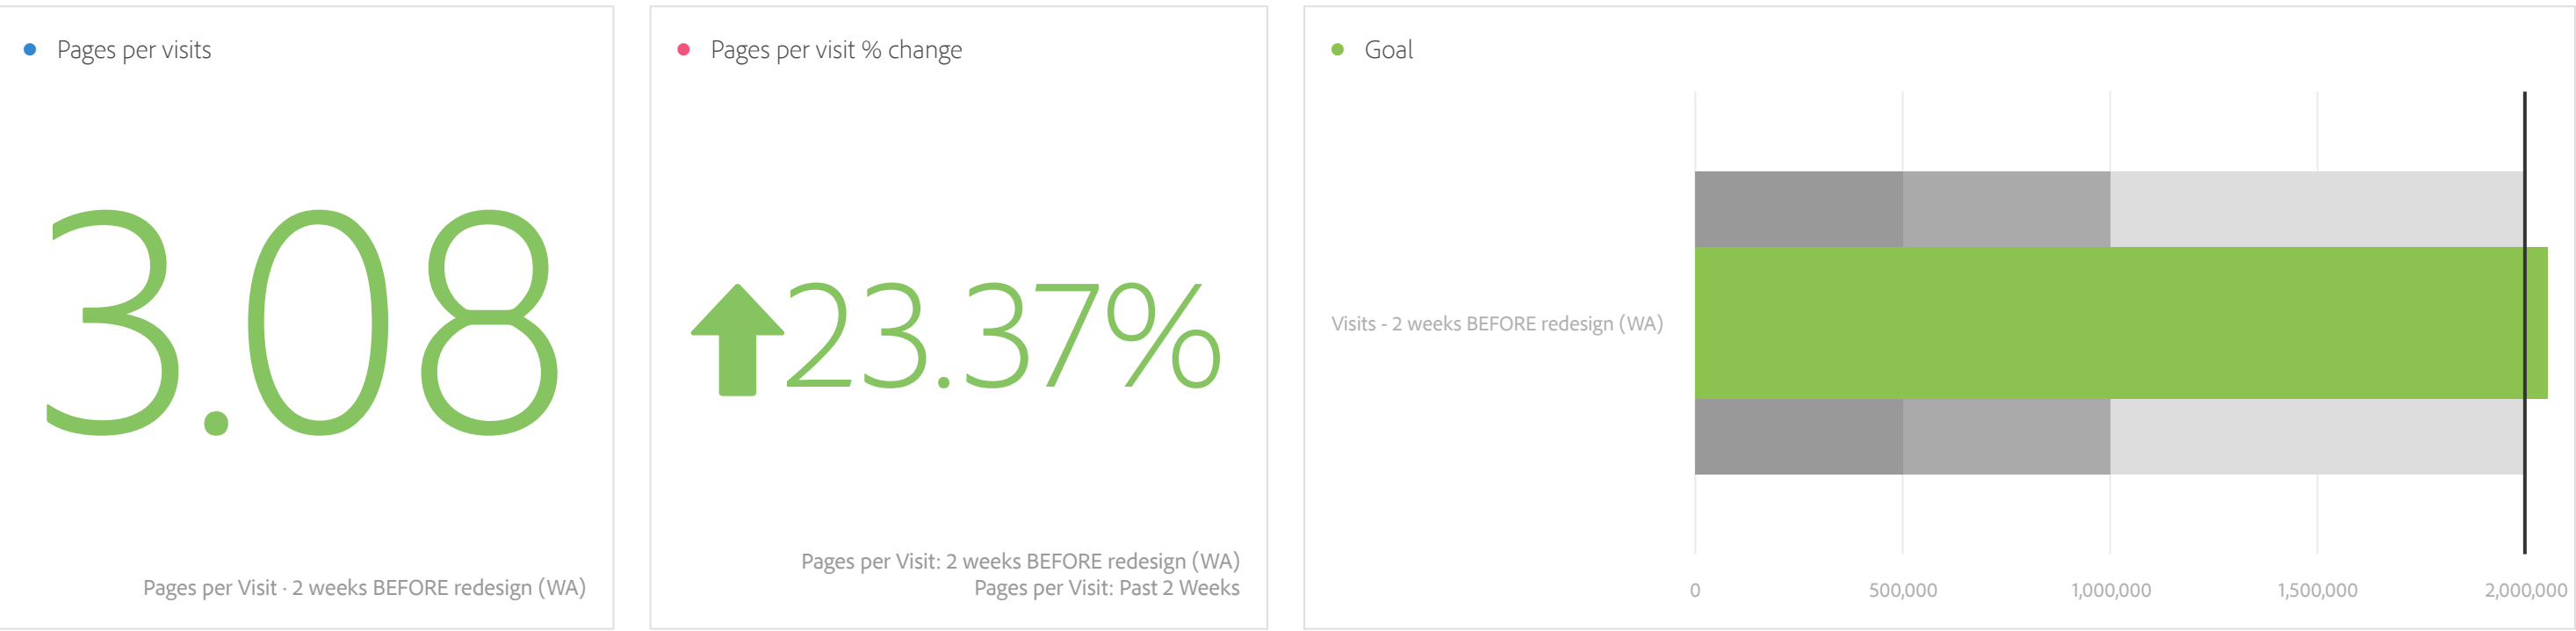 Pages per visits
3.08
Pages per Visit · 2 weeks BEFORE redesign (WA)
Pages per visit % change
23.37%
Pages per Visit: 2 weeks BEFORE redesign (WA)
Pages per Visit: Past 2 Weeks
Goal
Visits - 2 weeks BEFORE redesign (WA)
0 500,000 1,000,000 1,500,000 2,000,000